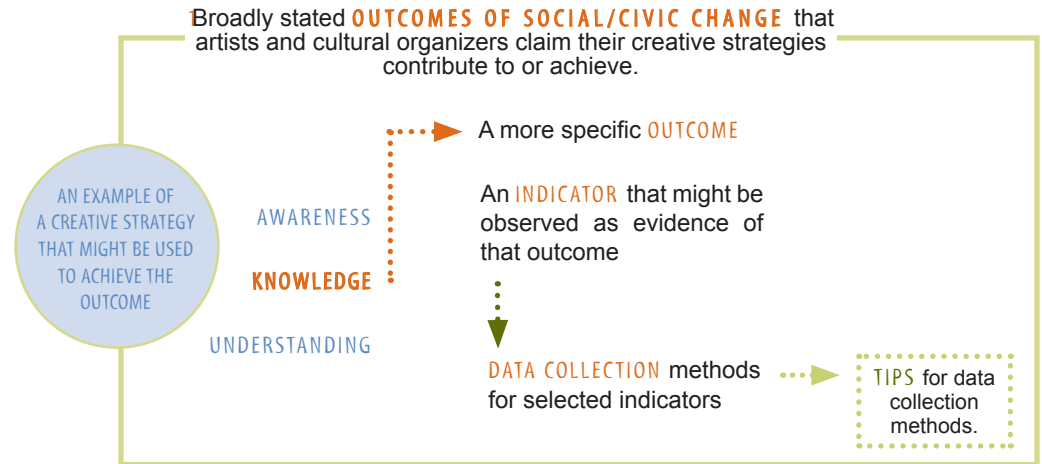 1Broadly stated OUTCOMES OF SOCIAL/CIVIC CHANGE that
artists and cultural organizers claim their creative strategies
contribute to or achieve.
A more specific OUTCOME
AN EXAMPLE OF
A CREATIVE STRATEGY
THAT MIGHT BE USED
TO ACHIEVE THE
OUTCOME
AWARENESS
KNOWLEDGE
UNDERSTANDING
An INDICATOR that might be
observed as evidence of
that outcome
DATA COLLECTION methods
for selected indicators
TIPS for data
collection
methods.